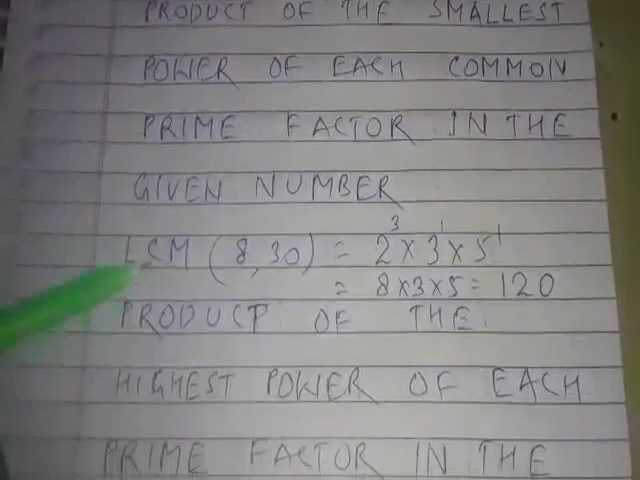 PRODUCT OF THE SMALLEST
POWER OF EACH COMMON
PRIME FACTOR IN THE
GIVEN NUMBER
LCM (8,30) = 2³ × 3¹ × 5¹
= 8×3×5 = 120
PRODUCT OF THE
HIGHEST POWER OF EACH
PRIME FACTOR IN THE